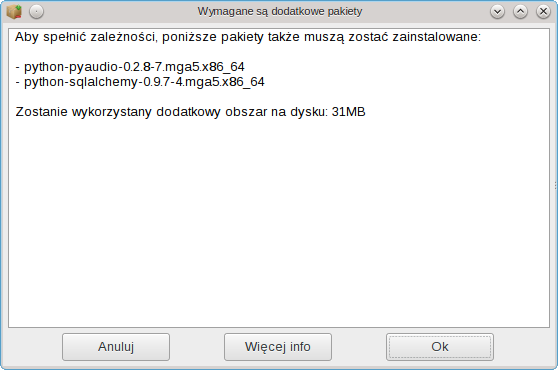 Wymagane są dodatkowe pakiety
Aby spełnić zależności, poniższe pakiety także muszą zostać zainstalowane:
- python-pyaudio-0.2.8-7.mga5.x86_64
- python-sqlalchemy-0.9.7-4.mga5.x86_64
Zostanie wykorzystany dodatkowy obszar na dysku: 31MB
Anuluj
Więcej info
Ok